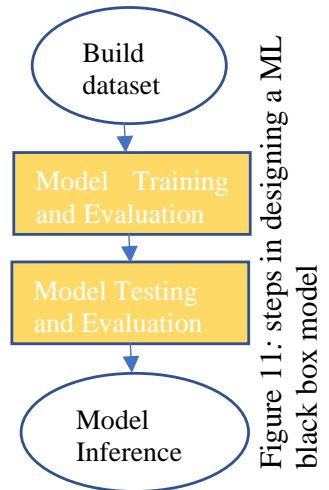 Build
dataset
Model Training
and Evaluation
Model Testing
and Evaluation
Model
Inference
Figure 11: steps in designing a ML
black box model